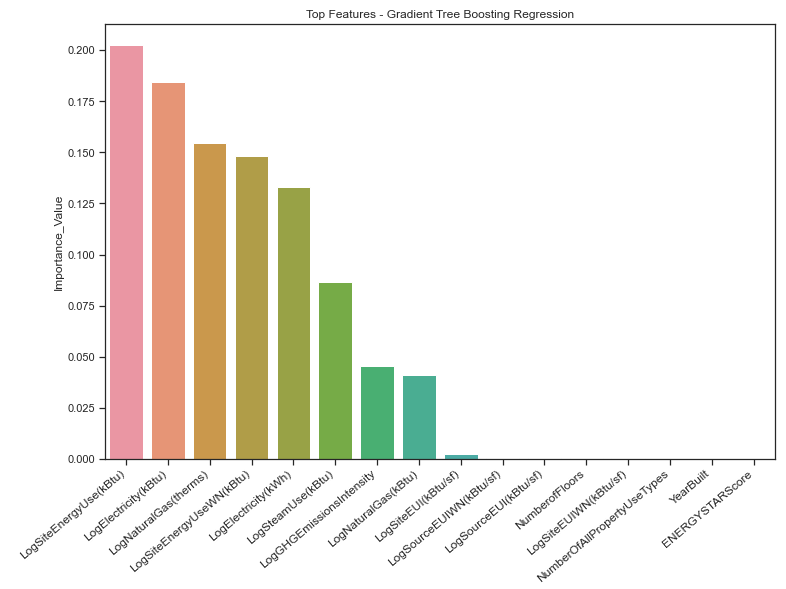 Top Features - Gradient Tree Boosting Regression
Importance_Value
0.200
0.175
0.150
0.125
0.100
0.075
0.050
0.025
0.000
LogSiteEnergyUse(kBtu)
LogElectricity(kBtu)
LogNaturalGas(therms)
LogSiteEnergyUseWN(kBtu)
LogElectricity(kWh)
LogSteamUse(kBtu)
LogGHGEmissionsIntensity
LogNaturalGas(kBtu)
LogSiteEUI(kBtu/sf)
LogSourceEUIWN(kBtu/sf)
LogSourceEUI(kBtu/sf)
NumberofFloors
LogSiteEUIWN(kBtu/sf)
NumberOfAllPropertyUseTypes
YearBuilt
ENERGYSTARScore